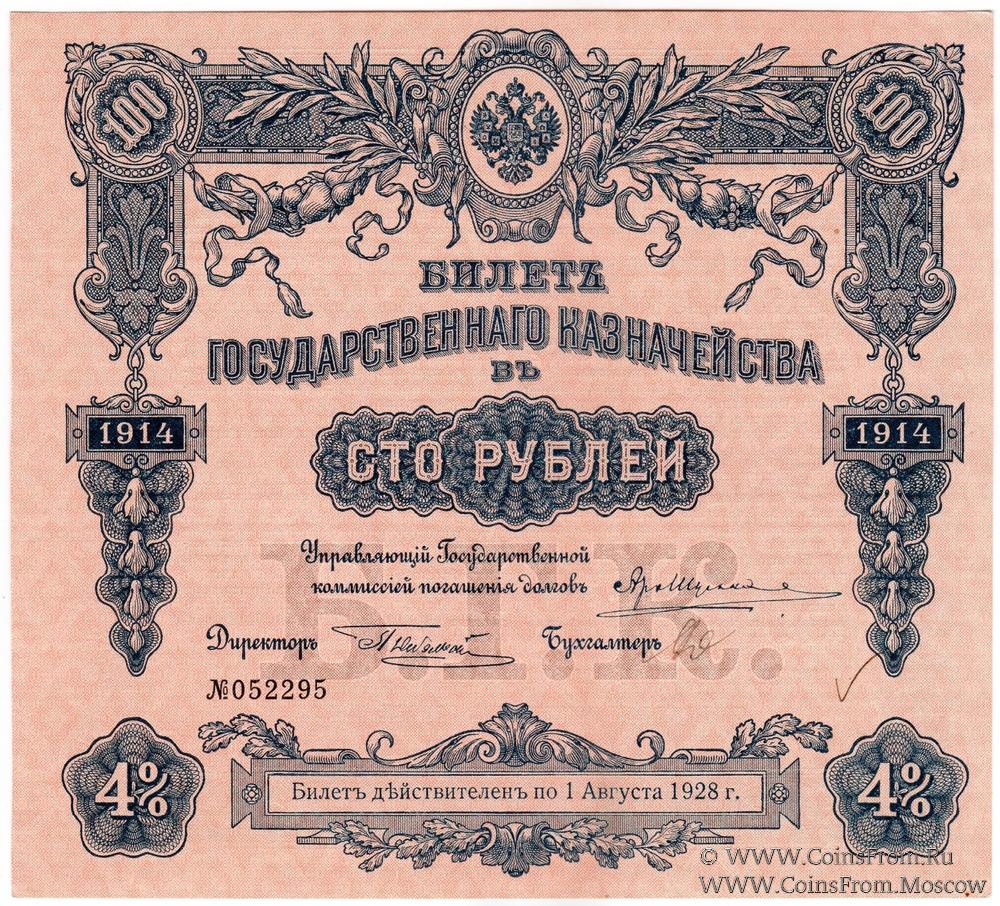 100 100
БИЛЕТЪ
ГОСУДАРСТВЕННАГО КАЗНАЧЕЙСТВА
ВЪ
1914 СТО РУБЛЕЙ 1914
Б.Г.К.
Управляющій Государственной
коммиссіей погашенія долговъ
Директоръ Бухгалтеръ
№052295
4% 4%
Билетъ дѣйствителенъ по 1 Августа 1928 г.
© WWW.CoinsFrom.Ru
WWW.CoinsFrom.Moscow